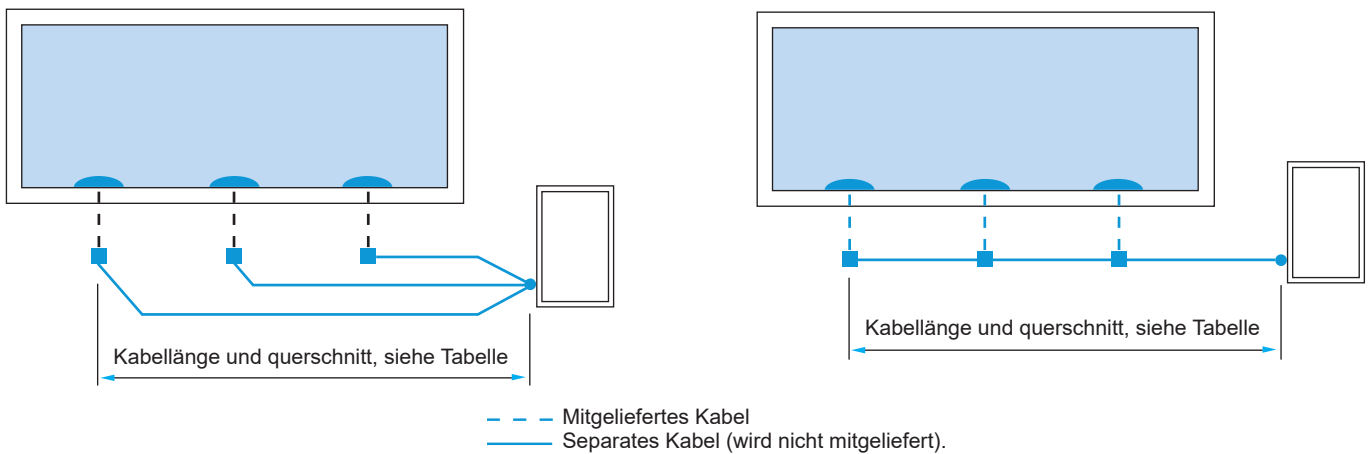 Kabellänge und querschnitt, siehe Tabelle
Kabellänge und querschnitt, siehe Tabelle
Mitgeliefertes Kabel
Separates Kabel (wird nicht mitgeliefert).